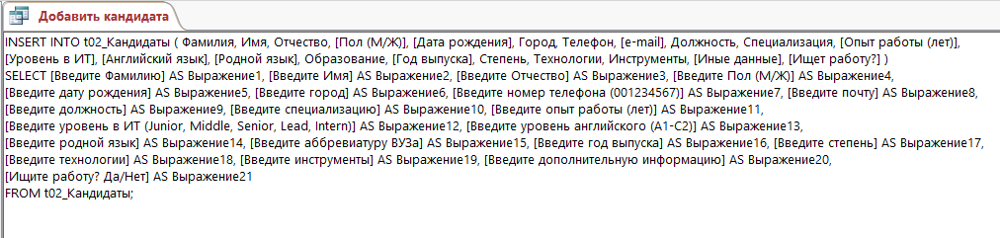 Добавить кандидата
INSERT INTO t02_Кандидаты ( Фамилия, Имя, Отчество, [Пол (М/Ж)], [Дата рождения], Город, Телефон, [e-mail], Должность, Специализация, [Опыт работы (лет)],
[Уровень в ИТ], [Английский язык], [Родной язык], Образование, [Год выпуска], Степень, Технологии, Инструменты, [Иные данные], [Ищет работу?] )
SELECT [Введите Фамилию] AS Выражение1, [Введите Имя] AS Выражение2, [Введите Отчество] AS Выражение3, [Введите Пол (М/Ж)] AS Выражение4,
[Введите дату рождения] AS Выражение5, [Введите город] AS Выражение6, [Введите номер телефона (001234567)] AS Выражение7, [Введите почту] AS Выражение8,
[Введите должность] AS Выражение9, [Введите специализацию] AS Выражение10, [Введите опыт работы (лет)] AS Выражение11,
[Введите уровень в ИТ (Junior, Middle, Senior, Lead, Intern)] AS Выражение12, [Введите уровень английского (A1-C2)] AS Выражение13,
[Введите родной язык] AS Выражение14, [Введите аббревиатуру ВУЗа] AS Выражение15, [Введите год выпуска] AS Выражение16, [Введите степень] AS Выражение17,
[Введите технологии] AS Выражение18, [Введите инструменты] AS Выражение19, [Введите дополнительную информацию] AS Выражение20,
[Ищите работу? Да/Нет] AS Выражение21
FROM t02_Кандидаты;